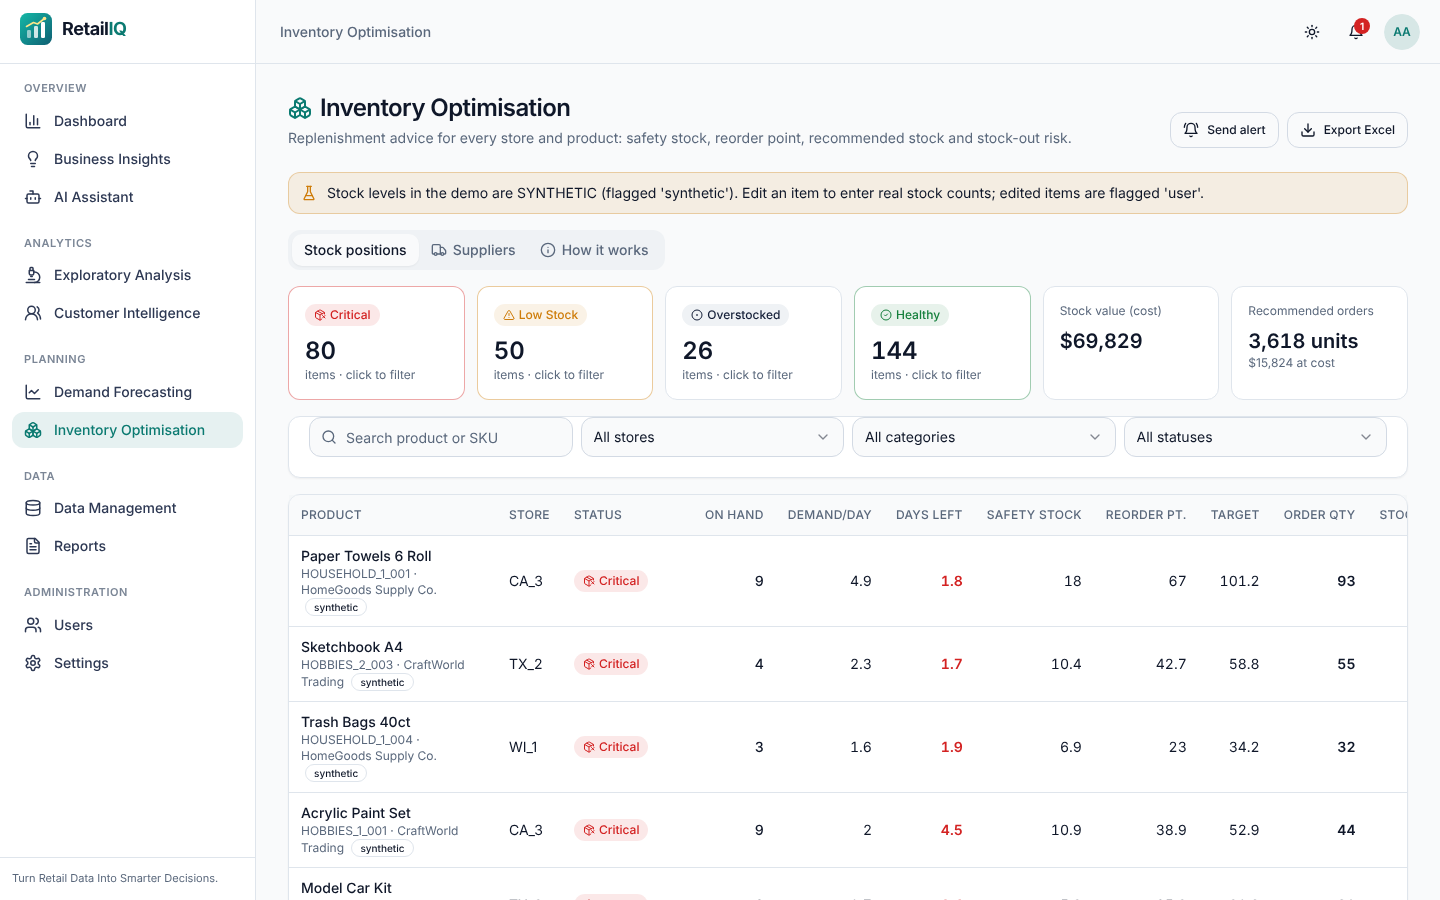 RetailIQ
Inventory Optimisation
1
AA
OVERVIEW
Dashboard
Business Insights
AI Assistant
ANALYTICS
Exploratory Analysis
Customer Intelligence
PLANNING
Demand Forecasting
Inventory Optimisation
DATA
Data Management
Reports
ADMINISTRATION
Users
Settings
Turn Retail Data Into Smarter Decisions.
Inventory Optimisation
Replenishment advice for every store and product: safety stock, reorder point, recommended stock and stock-out risk.
Send alert
Export Excel
Stock levels in the demo are SYNTHETIC (flagged 'synthetic'). Edit an item to enter real stock counts; edited items are flagged 'user'.
Stock positions
Suppliers
How it works
Critical
80
items · click to filter
Low Stock
50
items · click to filter
Overstocked
26
items · click to filter
Healthy
144
items · click to filter
Stock value (cost)
$69,829
Recommended orders
3,618 units
$15,824 at cost
Search product or SKU
All stores
All categories
All statuses
PRODUCT STORE STATUS ON HAND DEMAND/DAY DAYS LEFT SAFETY STOCK REORDER PT. TARGET ORDER QTY
Paper Towels 6 Roll
HOUSEHOLD_1_001 ·
HomeGoods Supply Co.
synthetic
CA_3 Critical 9 4.9 1.8 18 67 101.2 93
Sketchbook A4
HOBBIES_2_003 · CraftWorld
Trading synthetic
TX_2 Critical 4 2.3 1.7 10.4 42.7 58.8 55
Trash Bags 40ct
HOUSEHOLD_1_004 ·
HomeGoods Supply Co.
synthetic
WI_1 Critical 3 1.6 1.9 6.9 23 34.2 32
Acrylic Paint Set
HOBBIES_1_001 · CraftWorld
Trading synthetic
CA_3 Critical 9 2 4.5 10.9 38.9 52.9 44
Model Car Kit